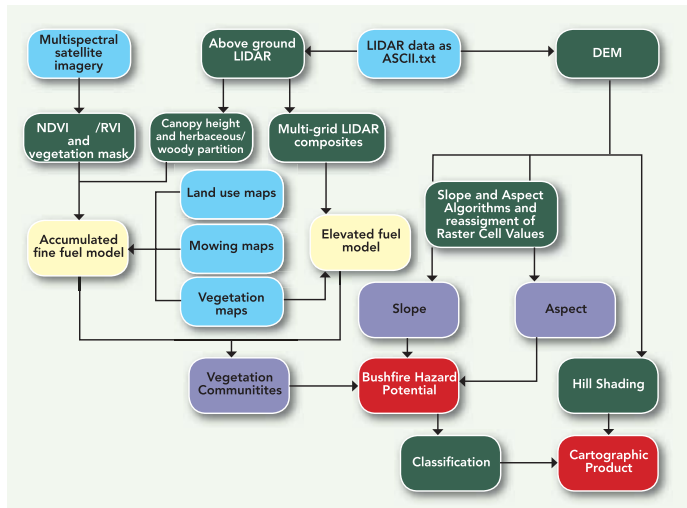 Multispectral
satellite
imagery
Above ground
LIDAR
LIDAR data as
ASCII.txt
DEM
NDVI /RVI
and
vegetation mask
Canopy height
and herbaceous/
woody partition
Multi-grid LIDAR
composites
Land use maps
Slope and Aspect
Algorithms and
reassigment of
Raster Cell Values
Accumulated
fine fuel model
Mowing maps
Elevated fuel
model
Vegetation
maps
Slope
Aspect
Vegetation
Communitites
Bushfire Hazard
Potential
Hill Shading
Classification
Cartographic
Product